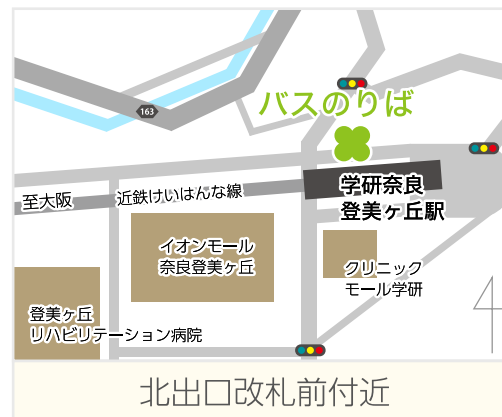 163
バスのりば
至大阪
近鉄けいはんな線
学研奈良
登美ヶ丘駅
イオンモール
奈良登美ヶ丘
クリニック
モール学研
登美ヶ丘
リハビリテーション病院
北出口改札前付近